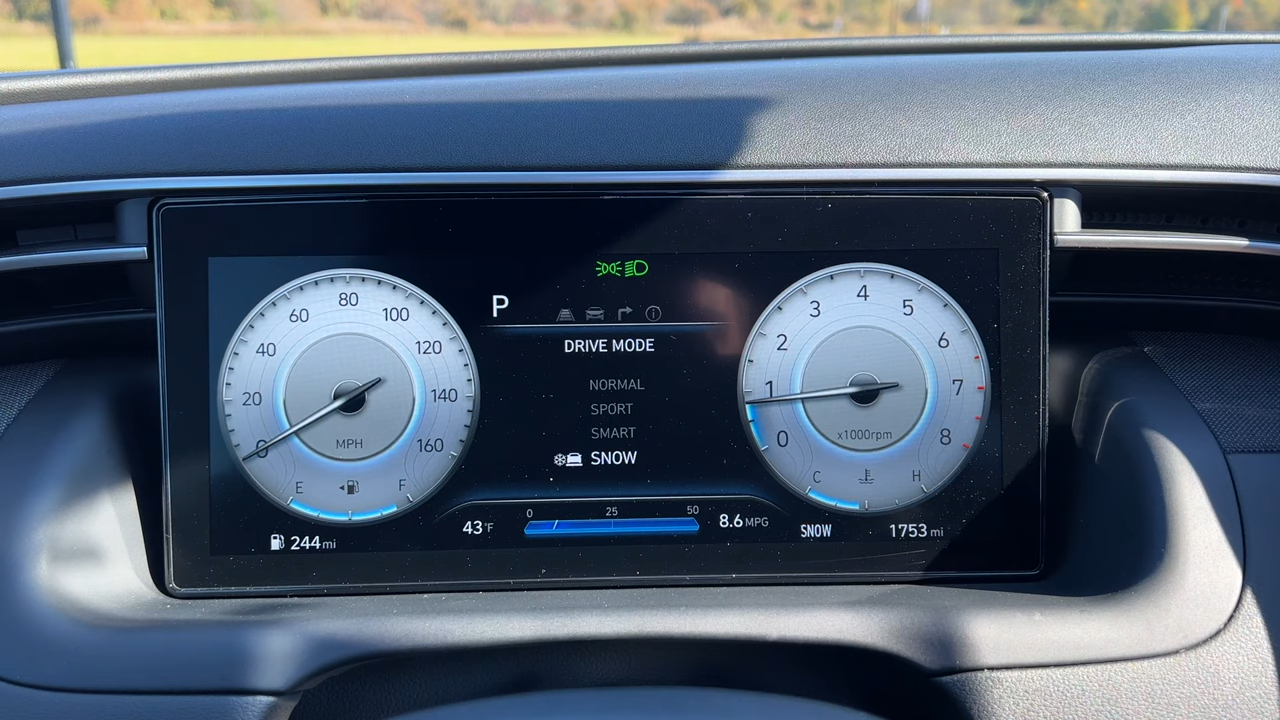 P
DRIVE MODE
NORMAL
SPORT
SMART
SNOW
0 20 40 60 80 100 120 140 160
MPH
E F
244 mi
43°F
0 25 50
8.6 MPG
0 1 2 3 4 5 6 7 8
x1000rpm
C H
SNOW
1753 mi